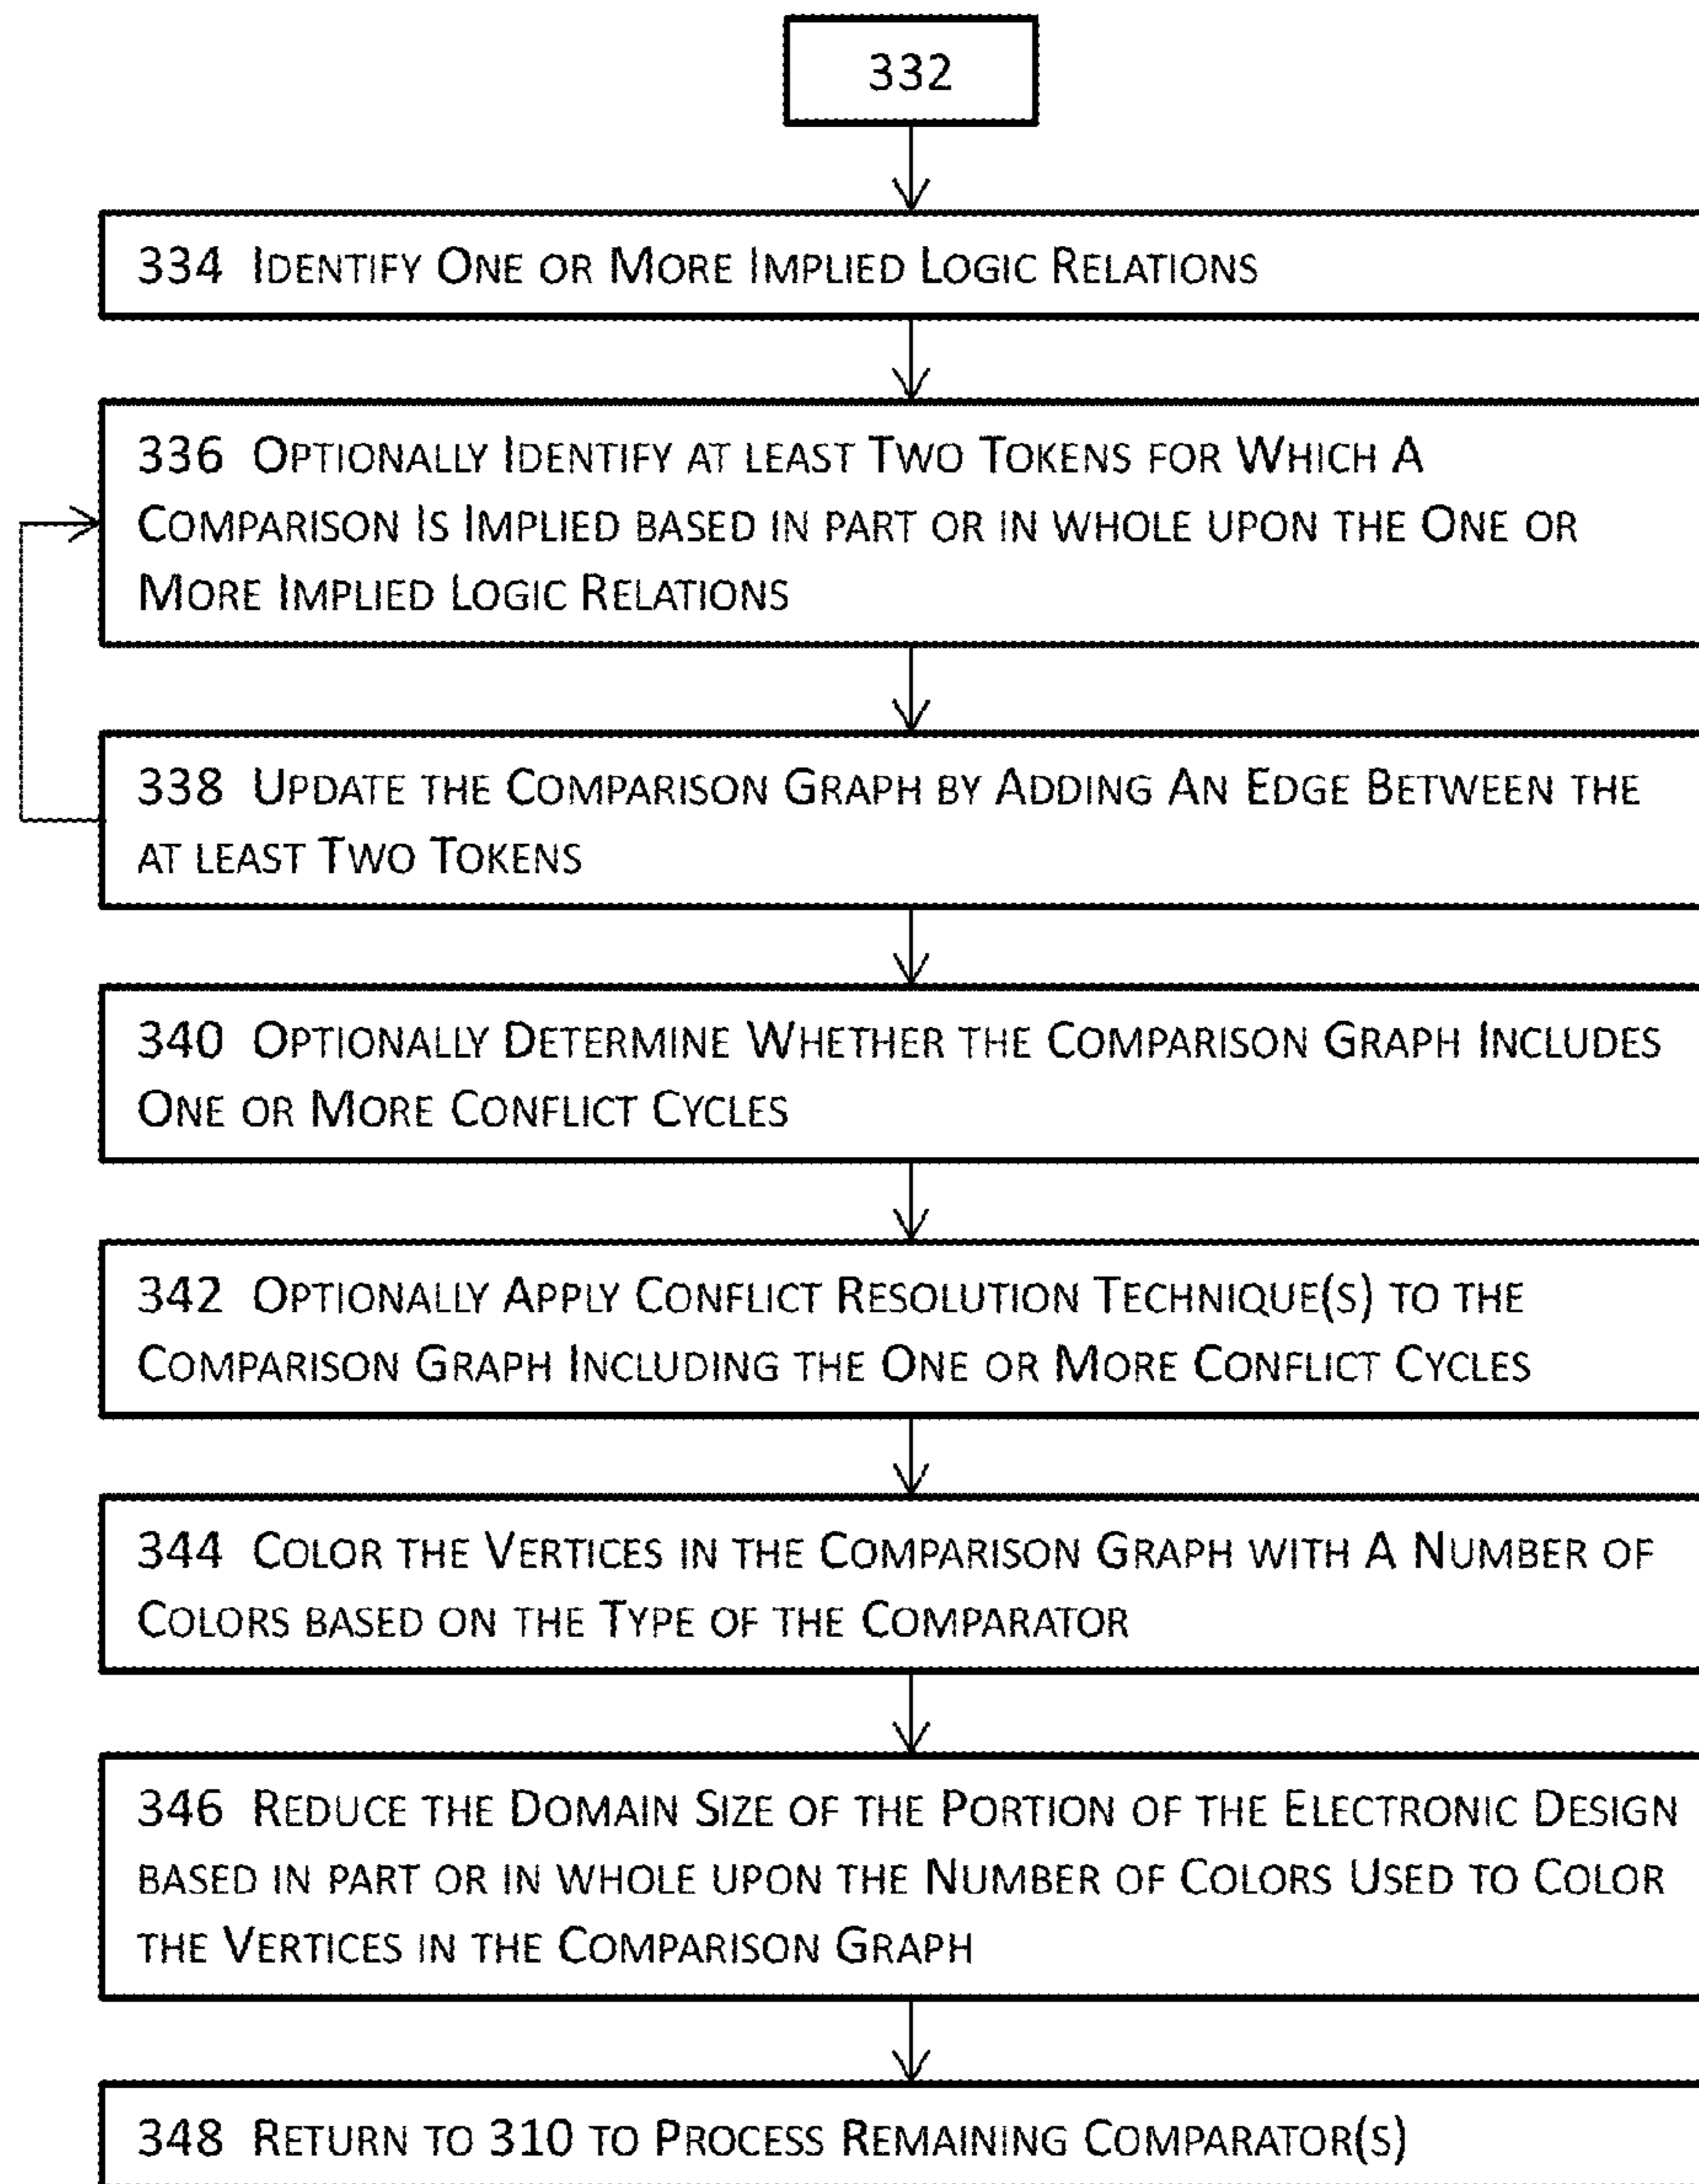 332
334 Identify One or More Implied Logic Relations
336 Optionally Identify at least Two Tokens for Which A
Comparison Is Implied based in part or in whole upon the One or
More Implied Logic Relations
338 Update the Comparison Graph by Adding An Edge Between the
at least Two Tokens
340 Optionally Determine Whether the Comparison Graph Includes
One or More Conflict Cycles
342 Optionally Apply Conflict Resolution Technique(s) to the
Comparison Graph Including the One or More Conflict Cycles
344 Color the Vertices in the Comparison Graph with A Number of
Colors based on the Type of the Comparator
346 Reduce the Domain Size of the Portion of the Electronic Design
based in part or in whole upon the Number of Colors Used to Color
the Vertices in the Comparison Graph
348 Return to 310 to Process Remaining Comparator(s)